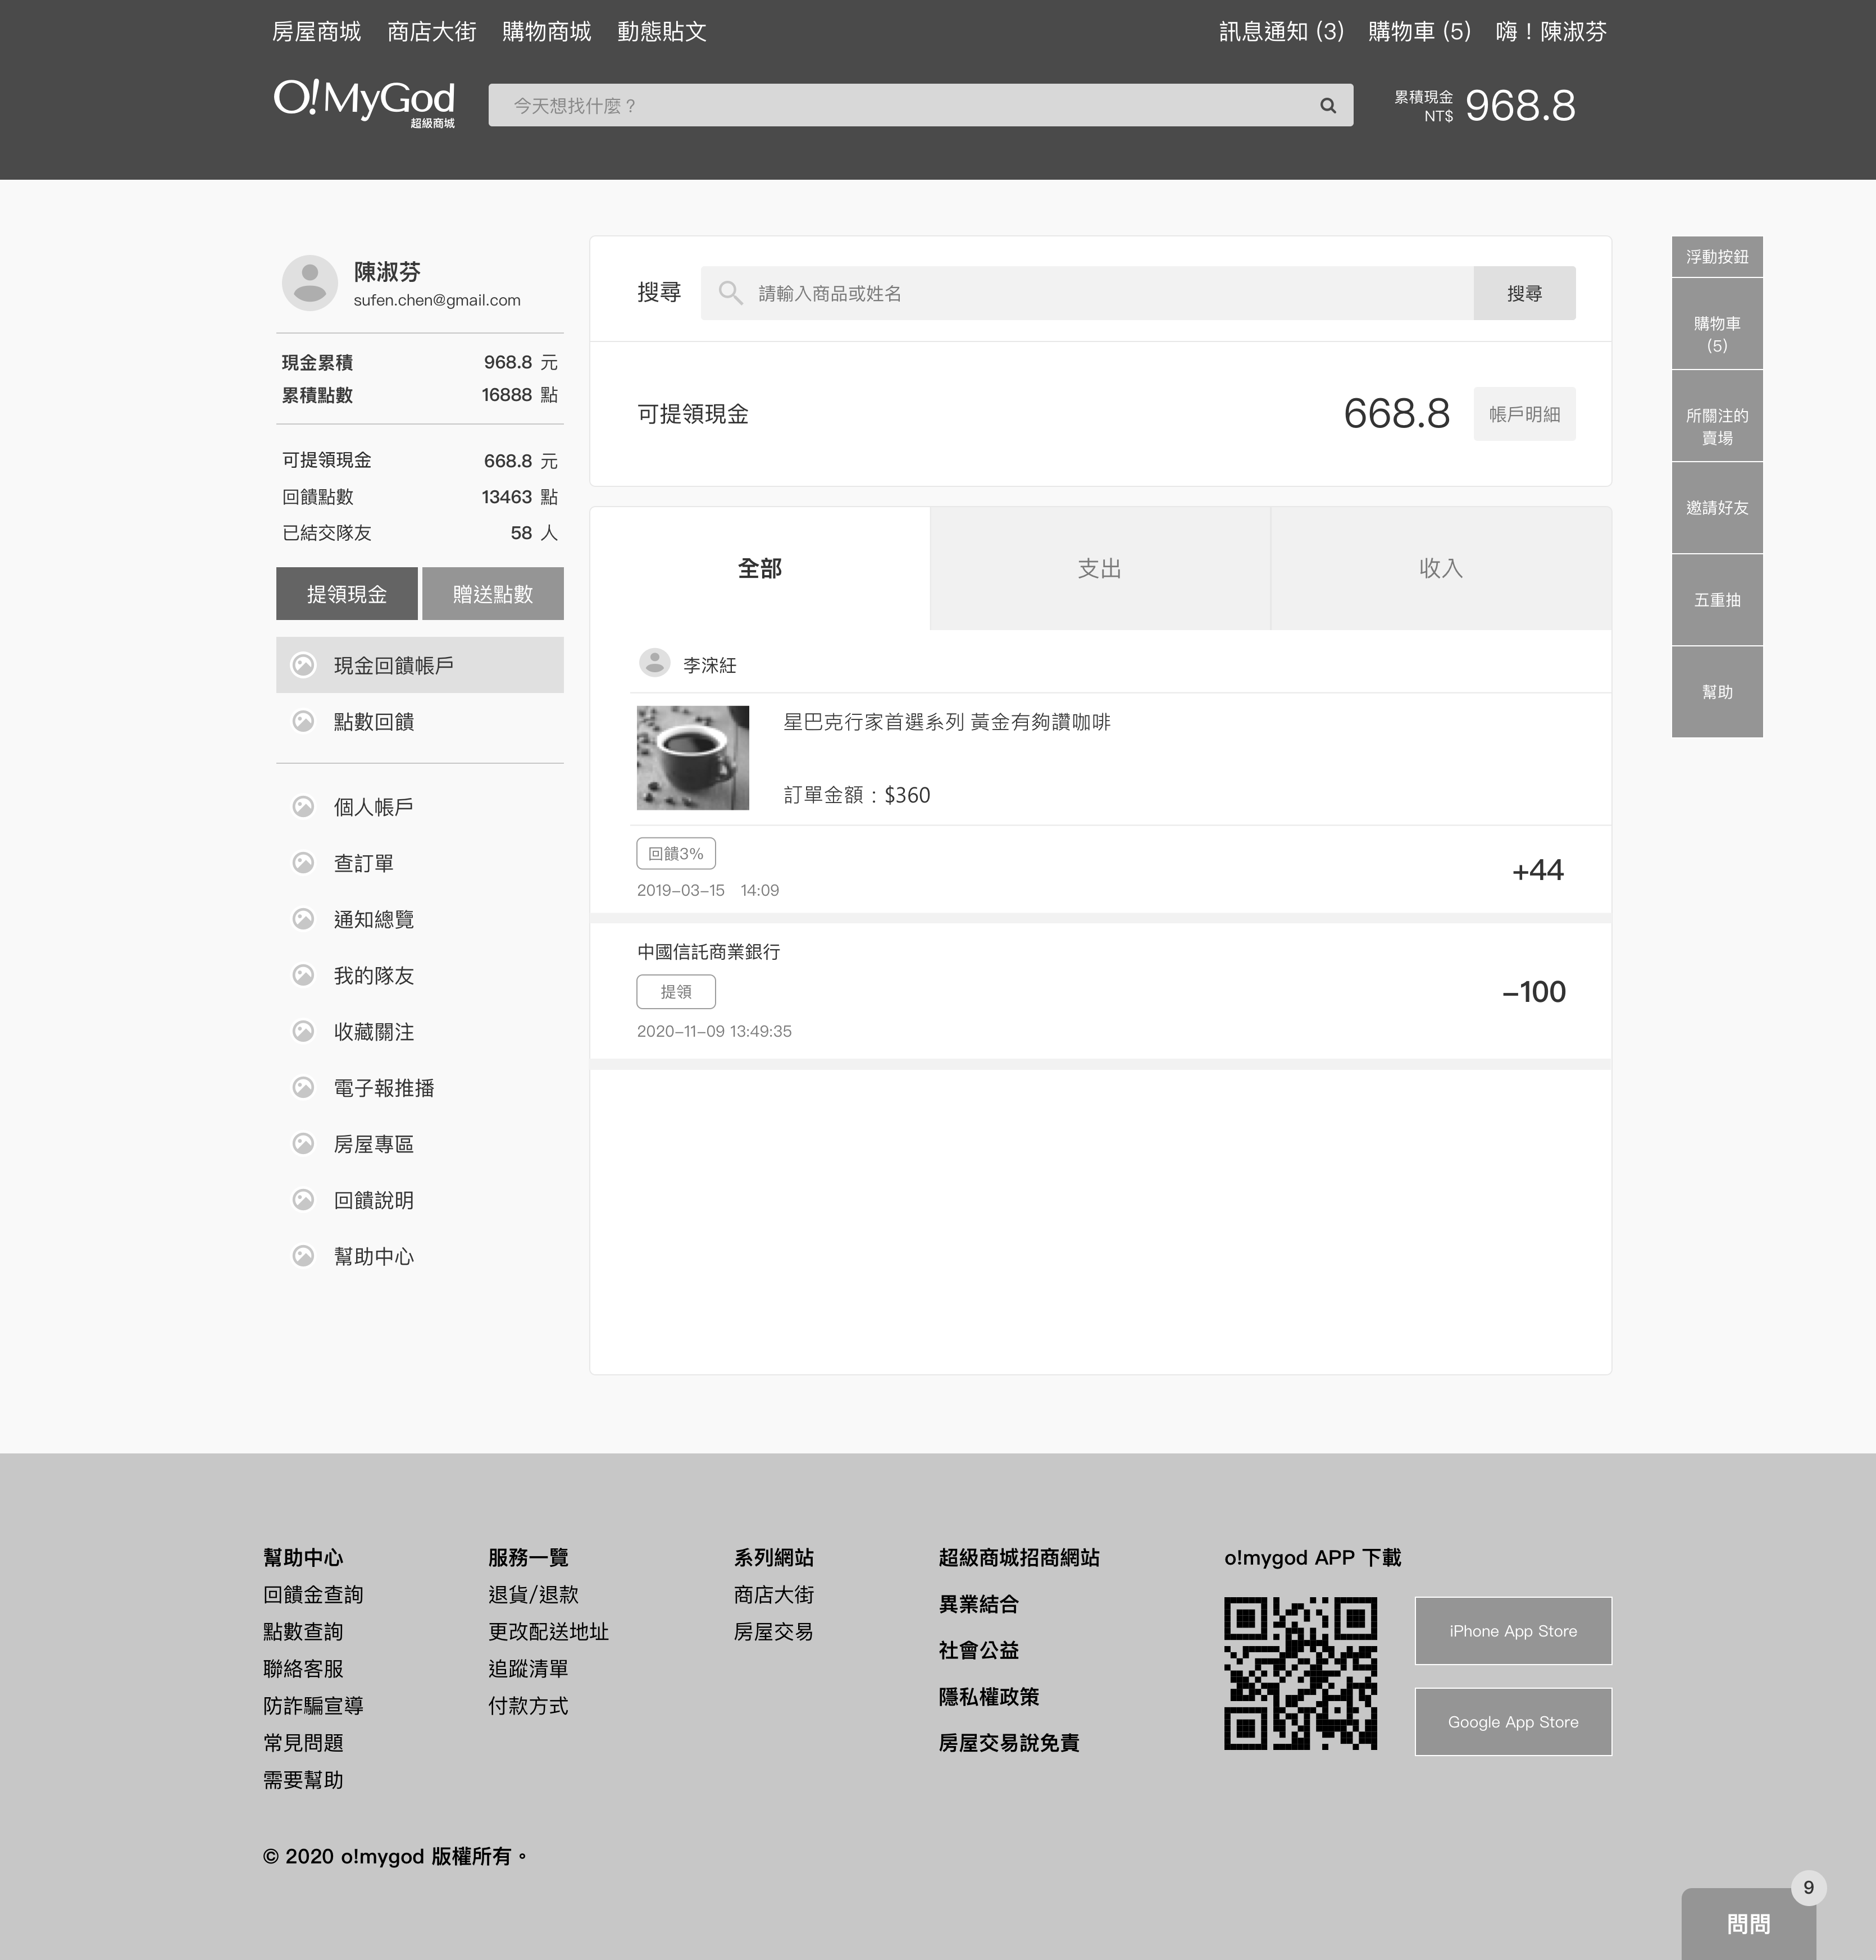 房屋商城 商店大街 購物商城 動態貼文 訊息通知 (3) 購物車 (5) 嗨！陳淑芬
O!MyGod
超級商城
今天想找什麼？
累積現金
NT$
968.8
陳淑芬
sufen.chen@gmail.com
現金累積 968.8 元
累積點數 16888 點
可提領現金 668.8 元
回饋點數 13463 點
已結交隊友 58 人
提領現金 贈送點數
現金回饋帳戶
點數回饋
個人帳戶
查訂單
通知總覽
我的隊友
收藏關注
電子報推播
房屋專區
回饋說明
幫助中心
搜尋 請輸入商品或姓名 搜尋
可提領現金 668.8 帳戶明細
全部 支出 收入
李湥紝
星巴克行家首選系列 黃金有夠讚咖啡
訂單金額：$360
回饋3%
2019-03-15 14:09
+44
中國信託商業銀行
提領
2020-11-09 13:49:35
-100
浮動按鈕
購物車
(5)
所關注的
賣場
邀請好友
五重抽
幫助
幫助中心
回饋金查詢
點數查詢
聯絡客服
防詐騙宣導
常見問題
需要幫助
服務一覽
退貨/退款
更改配送地址
追蹤清單
付款方式
系列網站
商店大街
房屋交易
超級商城招商網站
異業結合
社會公益
隱私權政策
房屋交易說免責
o!mygod APP 下載
iPhone App Store
Google App Store
© 2020 o!mygod 版權所有。
9
問問